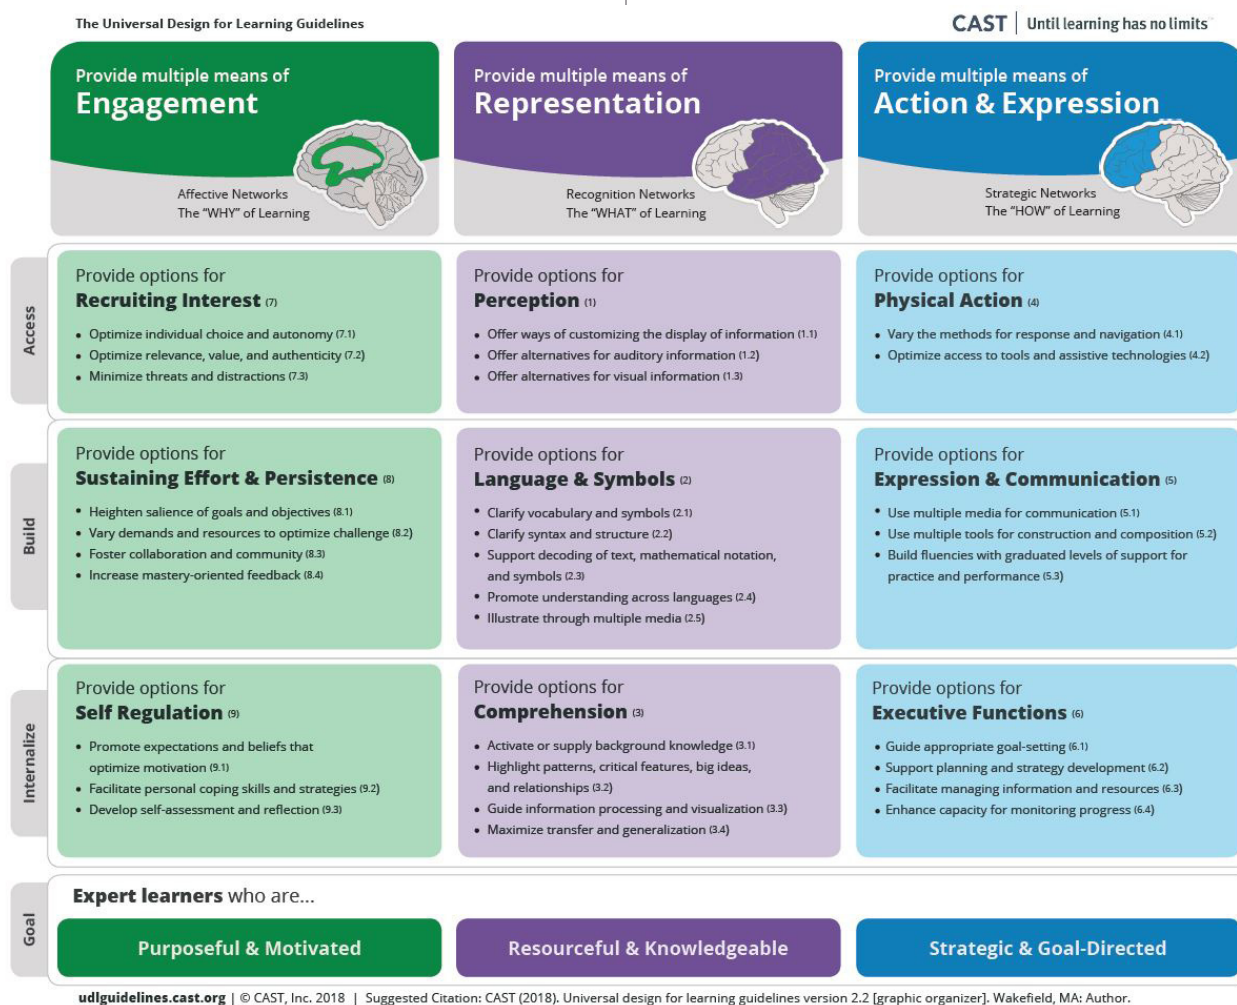 The Universal Design for Learning Guidelines
CAST | Until learning has no limits™
Provide multiple means of
Engagement
Affective Networks
The “WHY” of Learning
Provide multiple means of
Representation
Recognition Networks
The “WHAT” of Learning
Provide multiple means of
Action & Expression
Strategic Networks
The “HOW” of Learning
Access
Provide options for
Recruiting Interest (7)
• Optimize individual choice and autonomy (7.1)
• Optimize relevance, value, and authenticity (7.2)
• Minimize threats and distractions (7.3)
Provide options for
Perception (1)
• Offer ways of customizing the display of information (1.1)
• Offer alternatives for auditory information (1.2)
• Offer alternatives for visual information (1.3)
Provide options for
Physical Action (4)
• Vary the methods for response and navigation (4.1)
• Optimize access to tools and assistive technologies (4.2)
Build
Provide options for
Sustaining Effort & Persistence (8)
• Heighten salience of goals and objectives (8.1)
• Vary demands and resources to optimize challenge (8.2)
• Foster collaboration and community (8.3)
• Increase mastery-oriented feedback (8.4)
Provide options for
Language & Symbols (2)
• Clarify vocabulary and symbols (2.1)
• Clarify syntax and structure (2.2)
• Support decoding of text, mathematical notation,
and symbols (2.3)
• Promote understanding across languages (2.4)
• Illustrate through multiple media (2.5)
Provide options for
Expression & Communication (5)
• Use multiple media for communication (5.1)
• Use multiple tools for construction and composition (5.2)
• Build fluencies with graduated levels of support for
practice and performance (5.3)
Internalize
Provide options for
Self Regulation (9)
• Promote expectations and beliefs that
optimize motivation (9.1)
• Facilitate personal coping skills and strategies (9.2)
• Develop self-assessment and reflection (9.3)
Provide options for
Comprehension (3)
• Activate or supply background knowledge (3.1)
• Highlight patterns, critical features, big ideas,
and relationships (3.2)
• Guide information processing and visualization (3.3)
• Maximize transfer and generalization (3.4)
Provide options for
Executive Functions (6)
• Guide appropriate goal-setting (6.1)
• Support planning and strategy development (6.2)
• Facilitate managing information and resources (6.3)
• Enhance capacity for monitoring progress (6.4)
Goal
Expert learners who are...
Purposeful & Motivated
Resourceful & Knowledgeable
Strategic & Goal-Directed
udlguidelines.cast.org | © CAST, Inc. 2018 | Suggested Citation: CAST (2018). Universal design for learning guidelines version 2.2 [graphic organizer]. Wakefield, MA: Author.